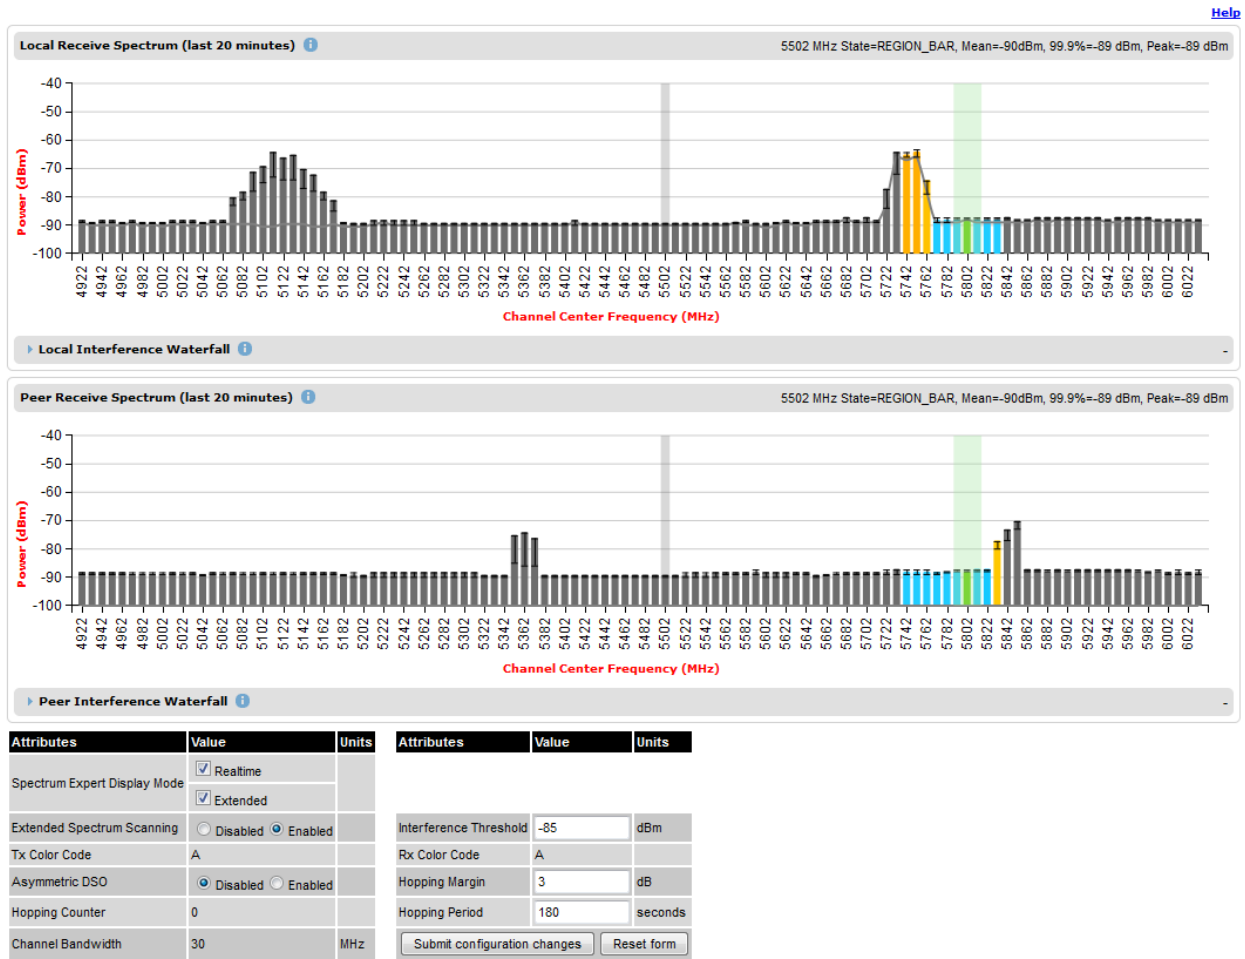 Help
Local Receive Spectrum (last 20 minutes) i 5502 MHz State=REGION_BAR, Mean=-90dBm, 99.9%=-89 dBm, Peak=-89 dBm
Power (dBm)
-40
-50
-60
-70
-80
-90
-100
4922 4942 4962 4982 5002 5022 5042 5062 5082 5102 5122 5142 5162 5182 5202 5222 5242 5262 5282 5302 5322 5342 5362 5382 5402 5422 5442 5462 5482 5502 5522 5542 5562 5582 5602 5622 5642 5662 5682 5702 5722 5742 5762 5782 5802 5822 5842 5862 5882 5902 5922 5942 5962 5982 6002 6022
Channel Center Frequency (MHz)
Local Interference Waterfall i -
Peer Receive Spectrum (last 20 minutes) i 5502 MHz State=REGION_BAR, Mean=-90dBm, 99.9%=-89 dBm, Peak=-89 dBm
Power (dBm)
-40
-50
-60
-70
-80
-90
-100
4922 4942 4962 4982 5002 5022 5042 5062 5082 5102 5122 5142 5162 5182 5202 5222 5242 5262 5282 5302 5322 5342 5362 5382 5402 5422 5442 5462 5482 5502 5522 5542 5562 5582 5602 5622 5642 5662 5682 5702 5722 5742 5762 5782 5802 5822 5842 5862 5882 5902 5922 5942 5962 5982 6002 6022
Channel Center Frequency (MHz)
Peer Interference Waterfall i -
Attributes Value Units Attributes Value Units
Spectrum Expert Display Mode Realtime
Extended
Extended Spectrum Scanning Disabled Enabled Interference Threshold -85 dBm
Tx Color Code A Rx Color Code A
Asymmetric DSO Disabled Enabled Hopping Margin 3 dB
Hopping Counter 0 Hopping Period 180 seconds
Channel Bandwidth 30 MHz Submit configuration changes Reset form